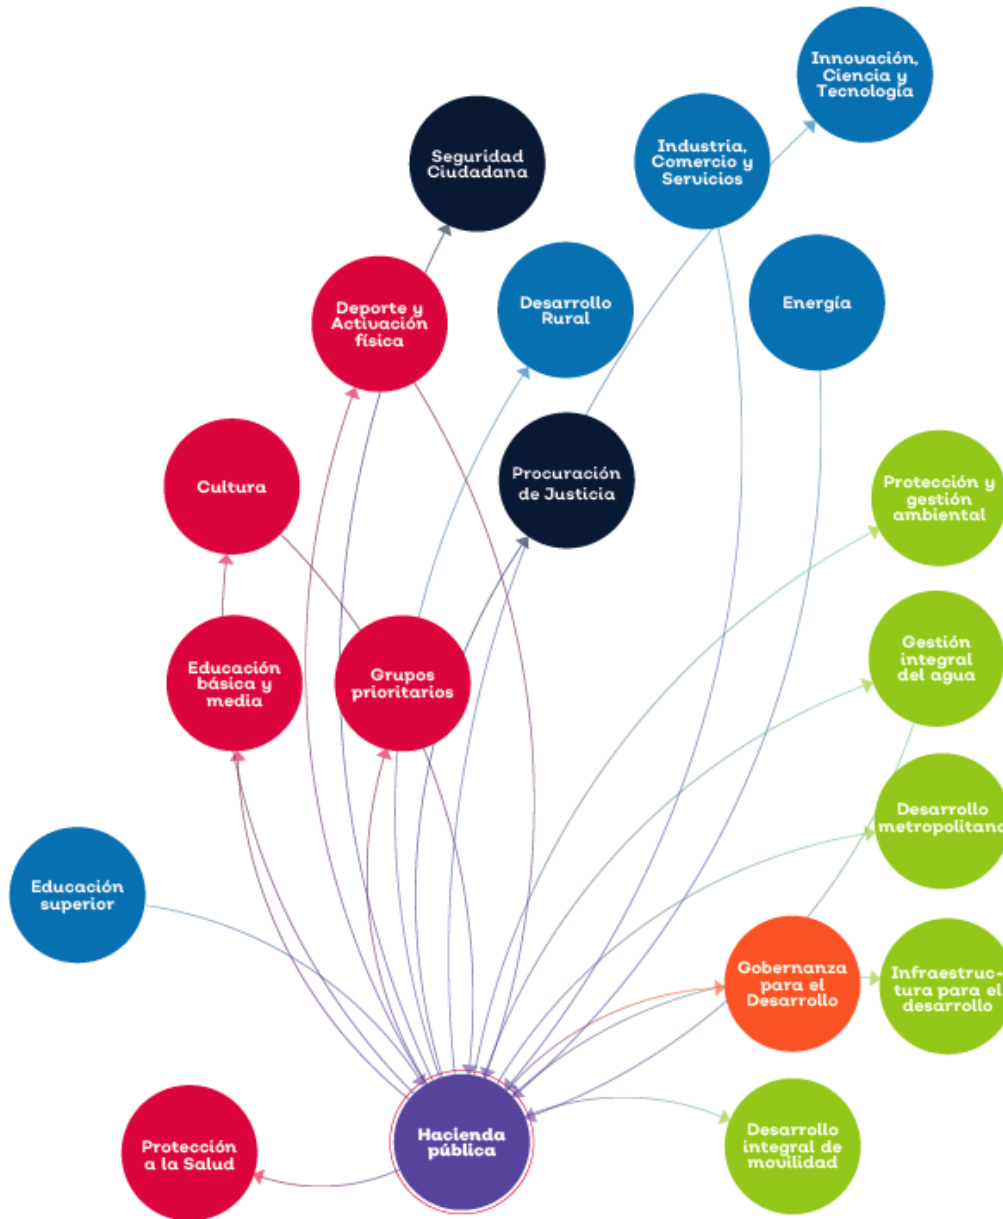 Innovación,
Ciencia y
Tecnología
Industria,
Comercio y
Servicios
Seguridad
Ciudadana
Deporte y
Activación
física
Desarrollo
Rural
Energía
Cultura
Procuración
de Justicia
Protección y
gestión
ambiental
Educación
básica y
media
Grupos
prioritarios
Gestión
integral
del agua
Desarrollo
metropolitano
Educación
superior
Gobernanza
para el
Desarrollo
Infraestruc-
tura para el
desarrollo
Hacienda
pública
Protección
a la Salud
Desarrollo
integral de
movilidad